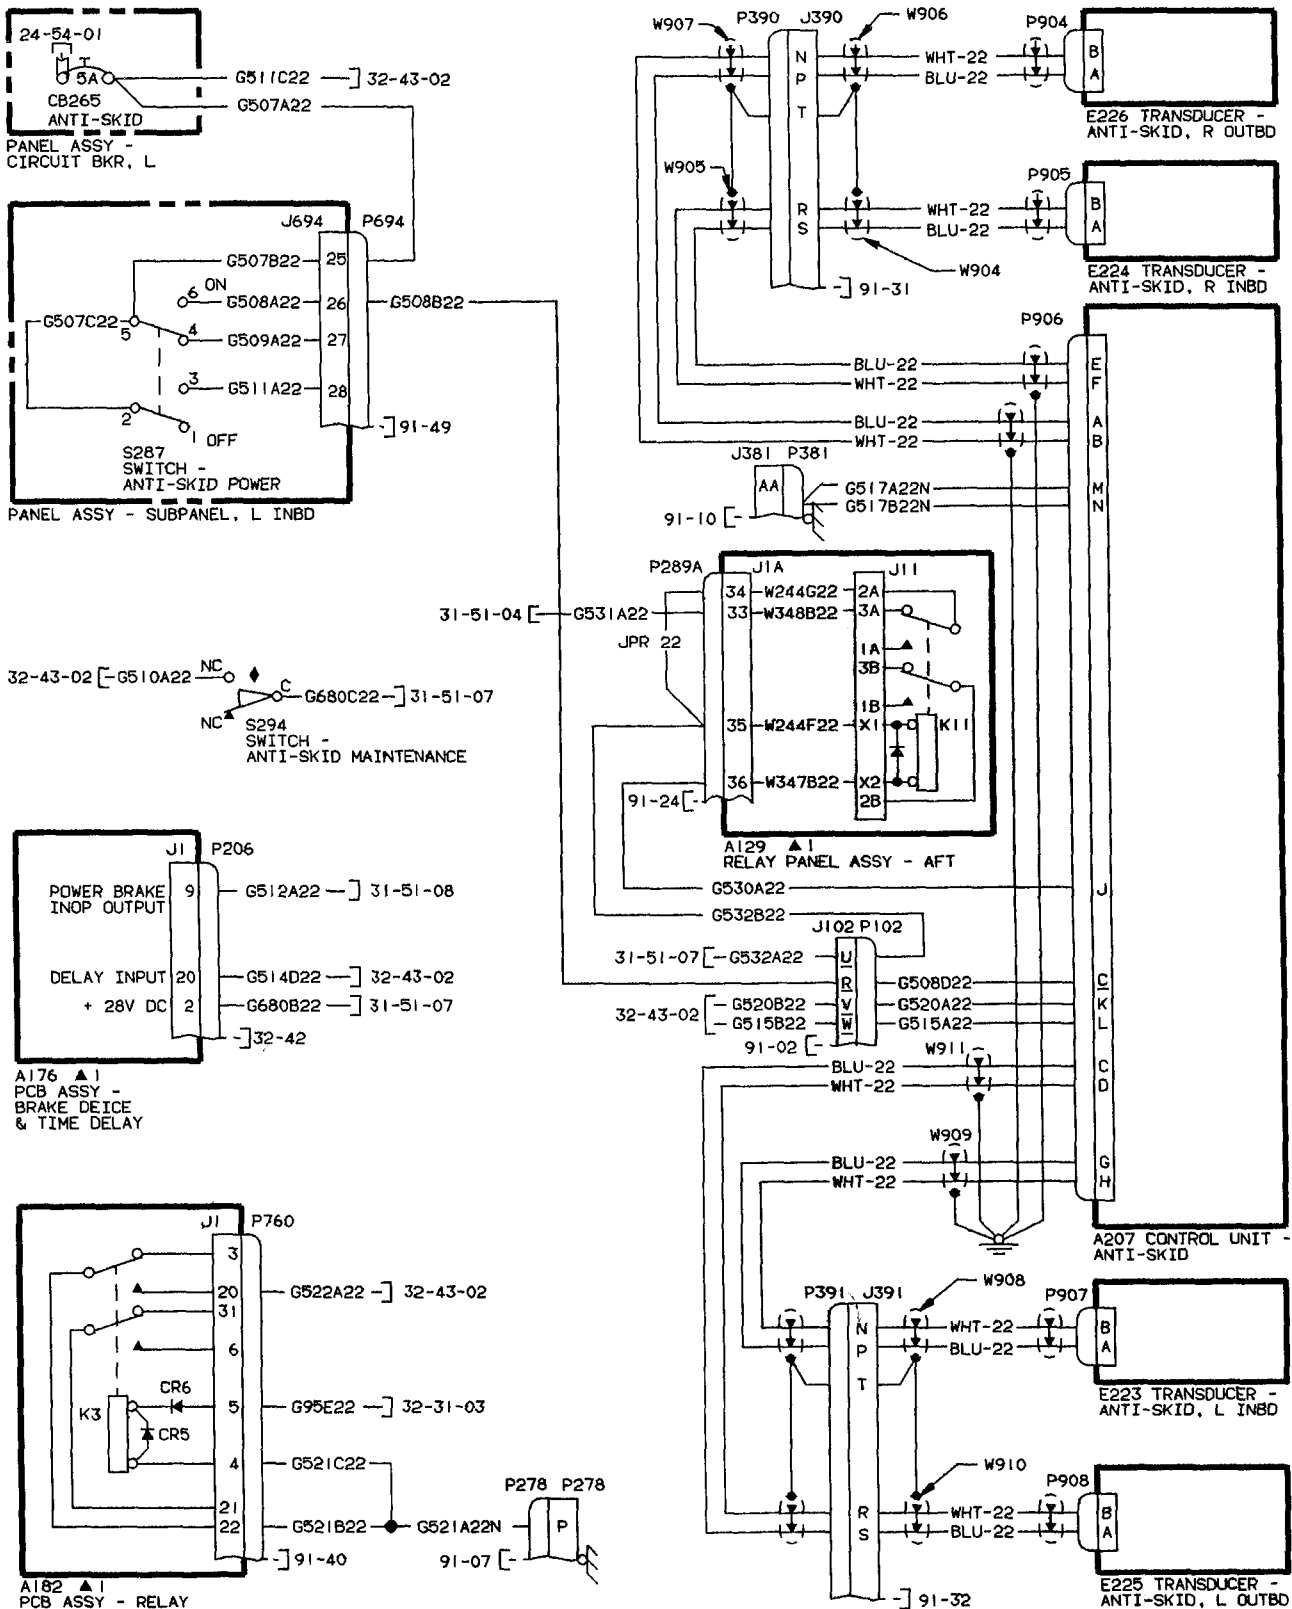 24-54-01
5A
CB265
ANTI-SKID
PANEL ASSY -
CIRCUIT BKR, L
G511C22
32-43-02
G507A22
J694 P694
G507B22 25
6 ON
G508A22 26
G508B22
G507C22
5
4
G509A22 27
3
G511A22 28
2
1 OFF
91-49
S287
SWITCH -
ANTI-SKID POWER
PANEL ASSY - SUBPANEL, L INBD
32-43-02
G510A22
NC
C
G680C22
31-51-07
NC
S294
SWITCH -
ANTI-SKID MAINTENANCE
J1 P206
POWER BRAKE
INOP OUTPUT
9
G512A22
31-51-08
DELAY INPUT 20
G514D22
32-43-02
+ 28V DC 2
G680B22
31-51-07
32-42
A176 ▲ 1
PCB ASSY -
BRAKE DEICE
& TIME DELAY
J1 P760
3
20
G522A22
32-43-02
31
6
CR6
5
G95E22
32-31-03
K3
CR5
4
G521C22
21
22
G521B22
G521A22N
P278 P278
P
91-40
91-07
A182 ▲ 1
PCB ASSY - RELAY
W907
P390 J390
W906
P904
N
WHT-22
B
P
BLU-22
A
T
E226 TRANSDUCER -
ANTI-SKID, R OUTBD
W905
P905
R
WHT-22
B
S
BLU-22
A
W904
E224 TRANSDUCER -
ANTI-SKID, R INBD
91-31
P906
BLU-22 E
WHT-22 F
BLU-22 A
WHT-22 B
J381 P381
AA
G517A22N M
G517B22N N
91-10
P289A J1A J11
34 W244G22 2A
31-51-04
G531A22
33 W348B22 3A
JPR 22
1A
3B
1B
35 W244F22 X1
K11
36 W347B22 X2
91-24
2B
A129 ▲ 1
RELAY PANEL ASSY - AFT
G530A22 J
G532B22
J102 P102
31-51-07
G532A22
U
R
G508D22 C
32-43-02
G520B22
V
G520A22 K
G515B22
W
G515A22 L
91-02
W911
BLU-22 C
WHT-22 D
W909
BLU-22 G
WHT-22 H
A207 CONTROL UNIT -
ANTI-SKID
P391 J391
W908
P907
N
WHT-22
B
P
BLU-22
A
T
E223 TRANSDUCER -
ANTI-SKID, L INBD
W910
P908
R
WHT-22
B
S
BLU-22
A
91-32
E225 TRANSDUCER -
ANTI-SKID, L OUTBD